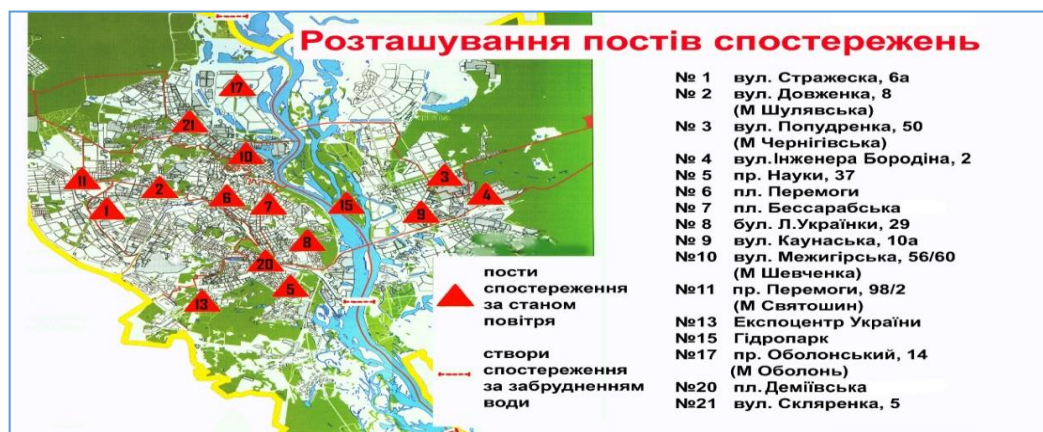 Розташування постів спостережень
№ 1 вул. Стражеска, 6а
№ 2 вул. Довженка, 8
(М Шулявська)
№ 3 вул. Попудренка, 50
(М Чернігівська)
№ 4 вул.Інженера Бородіна, 2
№ 5 пр. Науки, 37
№ 6 пл. Перемоги
№ 7 пл. Бессарабська
№ 8 бул. Л.Українки, 29
№ 9 вул. Каунаська, 10а
№10 вул. Межигірська, 56/60
(М Шевченка)
№11 пр. Перемоги, 98/2
(М Святошин)
№13 Експоцентр України
№15 Гідропарк
№17 пр. Оболонський, 14
(М Оболонь)
№20 пл. Деміївська
№21 вул. Скляренка, 5
пости
спостереження
за станом
повітря
створи
спостереження
за забрудненням
води
17
21
10
11
2
1
6
7
15
3
4
9
8
20
5
13